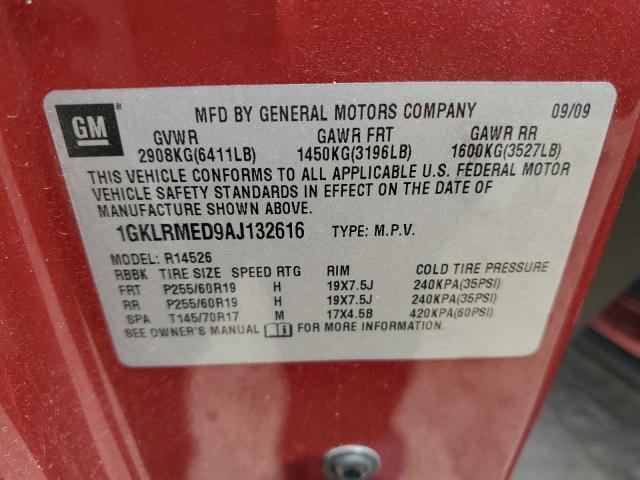 GM
MFD BY GENERAL MOTORS COMPANY 09/09
GVWR GAWR FRT GAWR RR
2908KG(6411LB) 1450KG(3196LB) 1600KG(3527LB)
THIS VEHICLE CONFORMS TO ALL APPLICABLE U.S. FEDERAL MOTOR
VEHICLE SAFETY STANDARDS IN EFFECT ON THE DATE OF
MANUFACTURE SHOWN ABOVE.
1GKLRMED9AJ132616 TYPE: M.P.V.
MODEL: R14526
RBBK TIRE SIZE SPEED RTG RIM COLD TIRE PRESSURE
FRT P255/60R19 H 19X7.5J 240KPA(35PSI)
RR P255/60R19 H 19X7.5J 240KPA(35PSI)
SPA T145/70R17 M 17X4.5B 420KPA(60PSI)
SEE OWNER'S MANUAL FOR MORE INFORMATION.